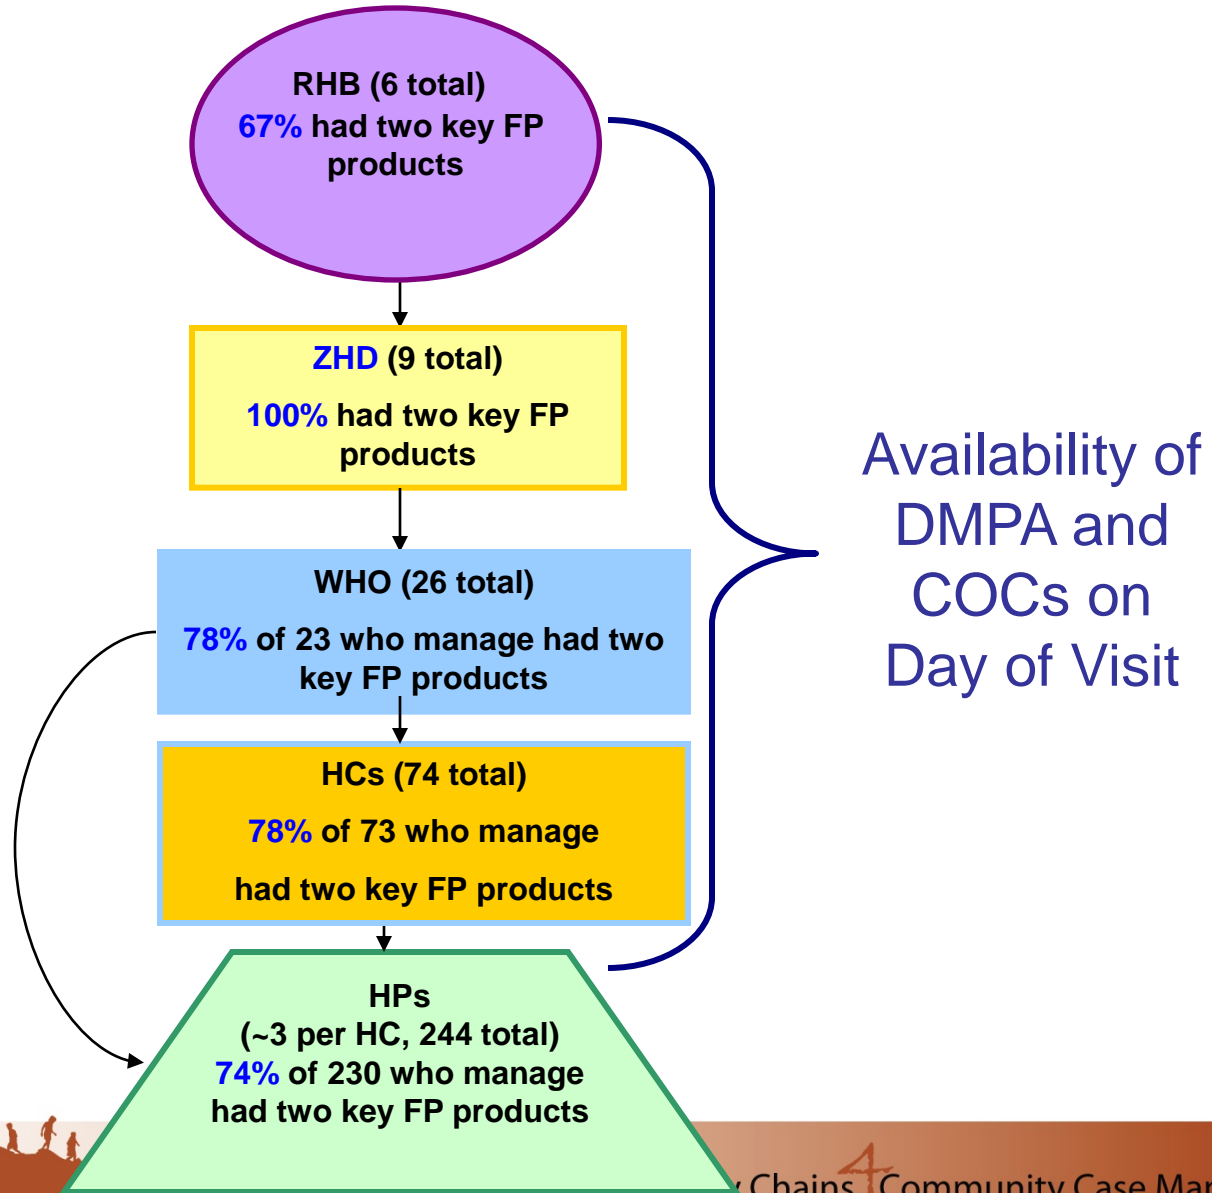 RHB (6 total)
67% had two key FP
products
ZHD (9 total)
100% had two key FP
products
WHO (26 total)
78% of 23 who manage had two
key FP products
HCs (74 total)
78% of 73 who manage
had two key FP products
HPs
(~3 per HC, 244 total)
74% of 230 who manage
had two key FP products
Availability of
DMPA and
COCs on
Day of Visit
Chains 4 Community Case